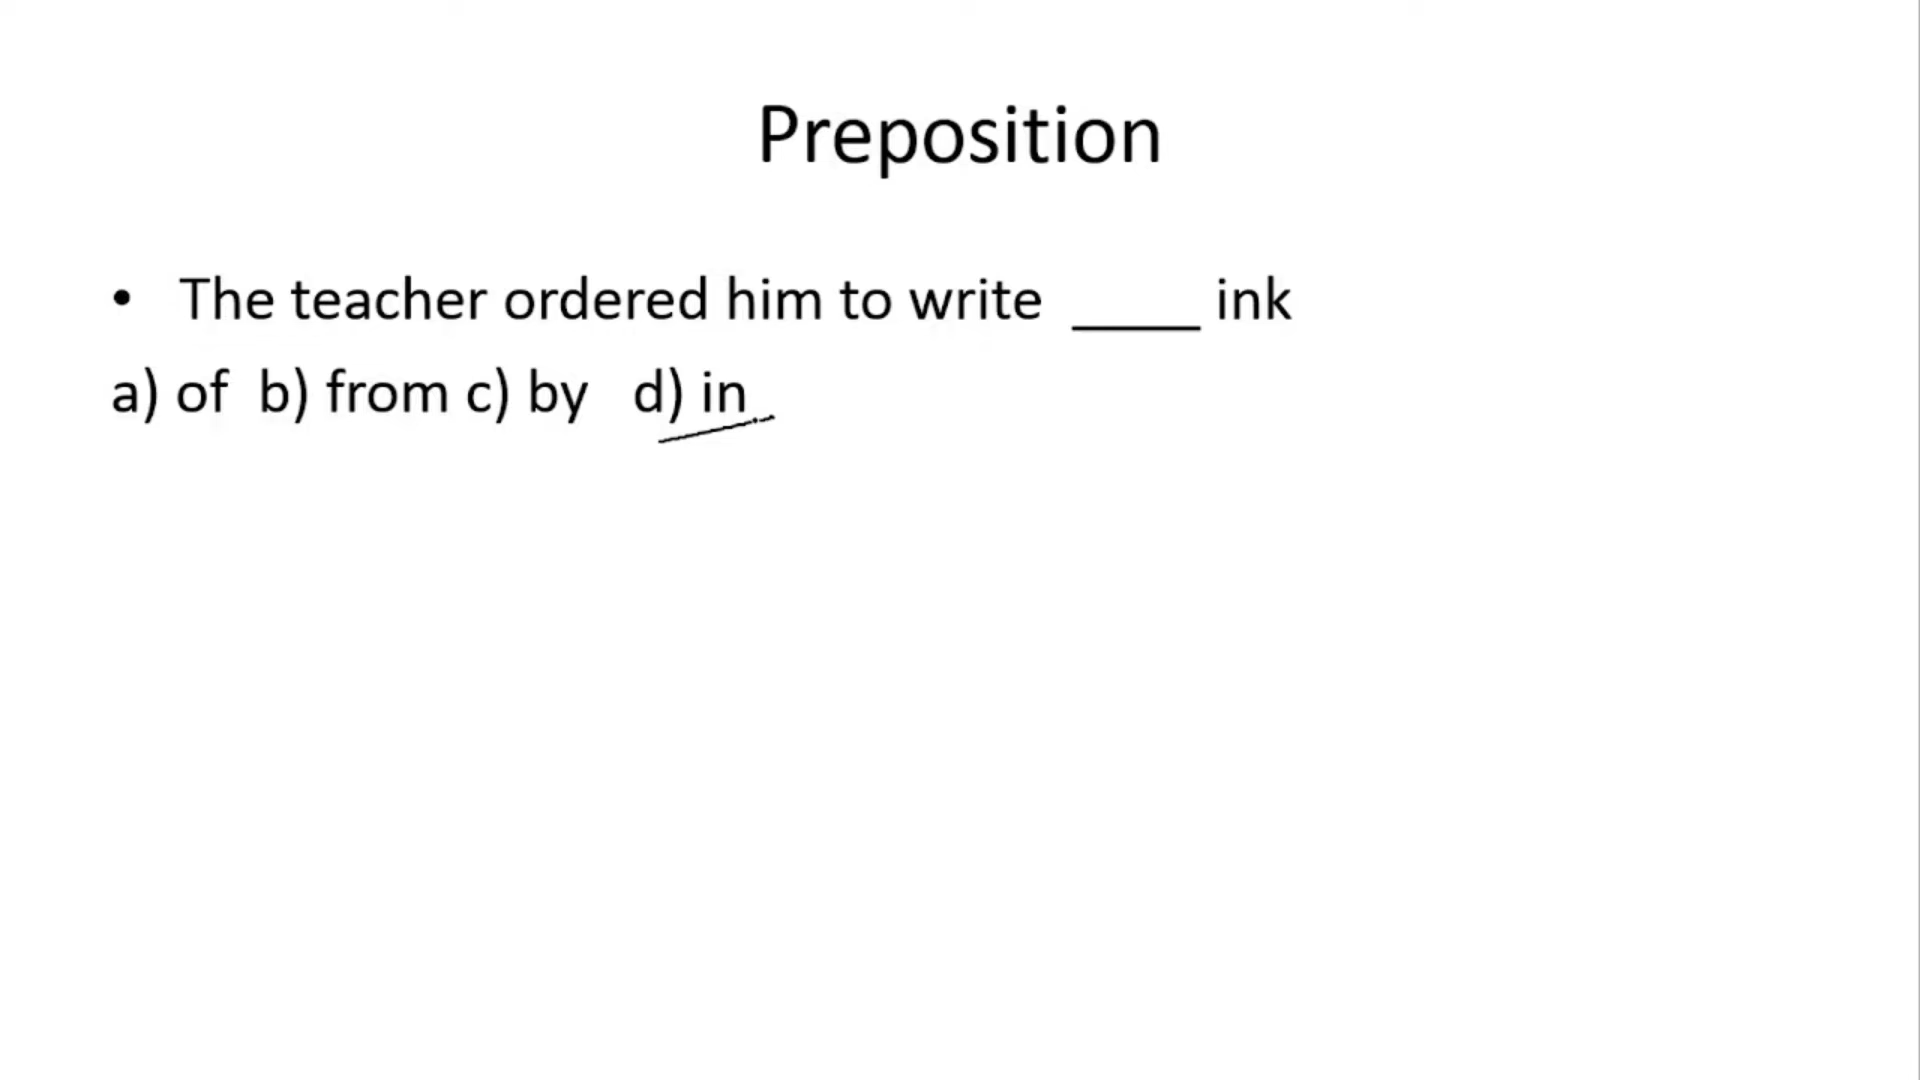 Preposition
• The teacher ordered him to write _____ ink
a) of b) from c) by d) in